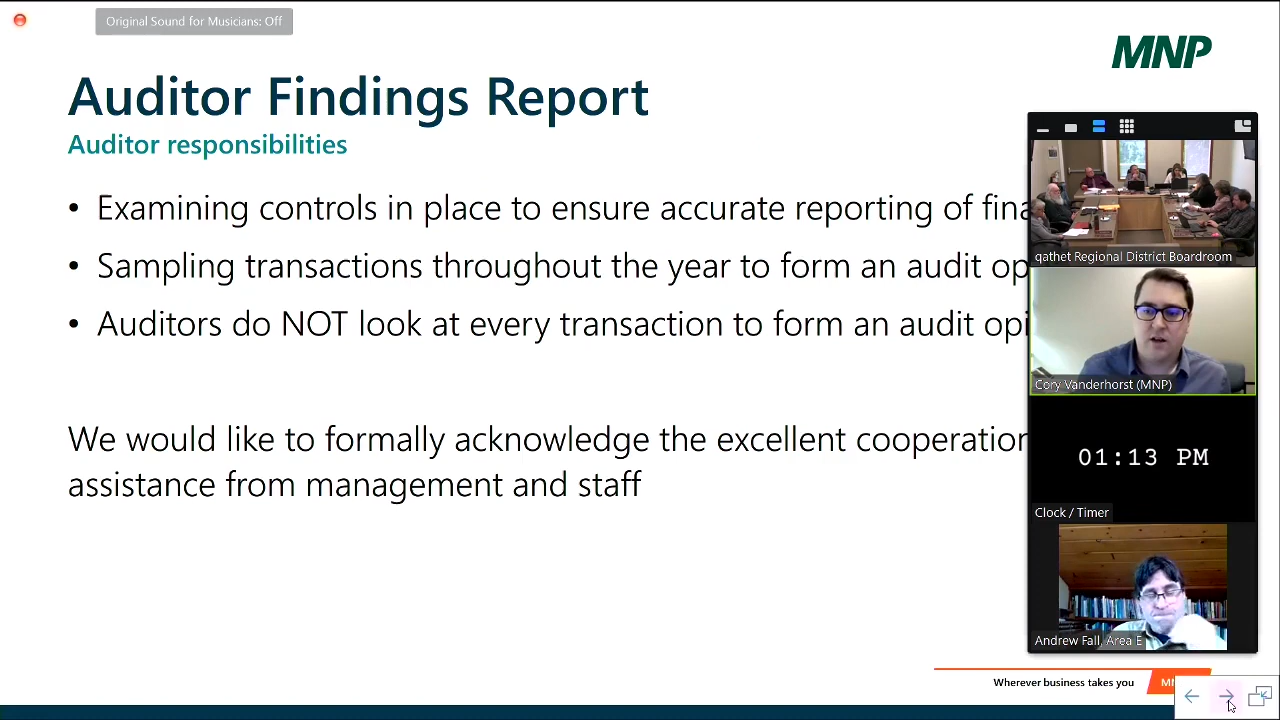 Original Sound for Musicians: Off
MNP
Auditor Findings Report
Auditor responsibilities
• Examining controls in place to ensure accurate reporting of
• Sampling transactions throughout the year to form an audit
• Auditors do NOT look at every transaction to form an audit
We would like to formally acknowledge the excellent cooperation
assistance from management and staff
qathet Regional District Boardroom
Cory Vanderhorst (MNP)
01:13 PM
Clock / Timer
Andrew Fall, Area E
Wherever business takes you